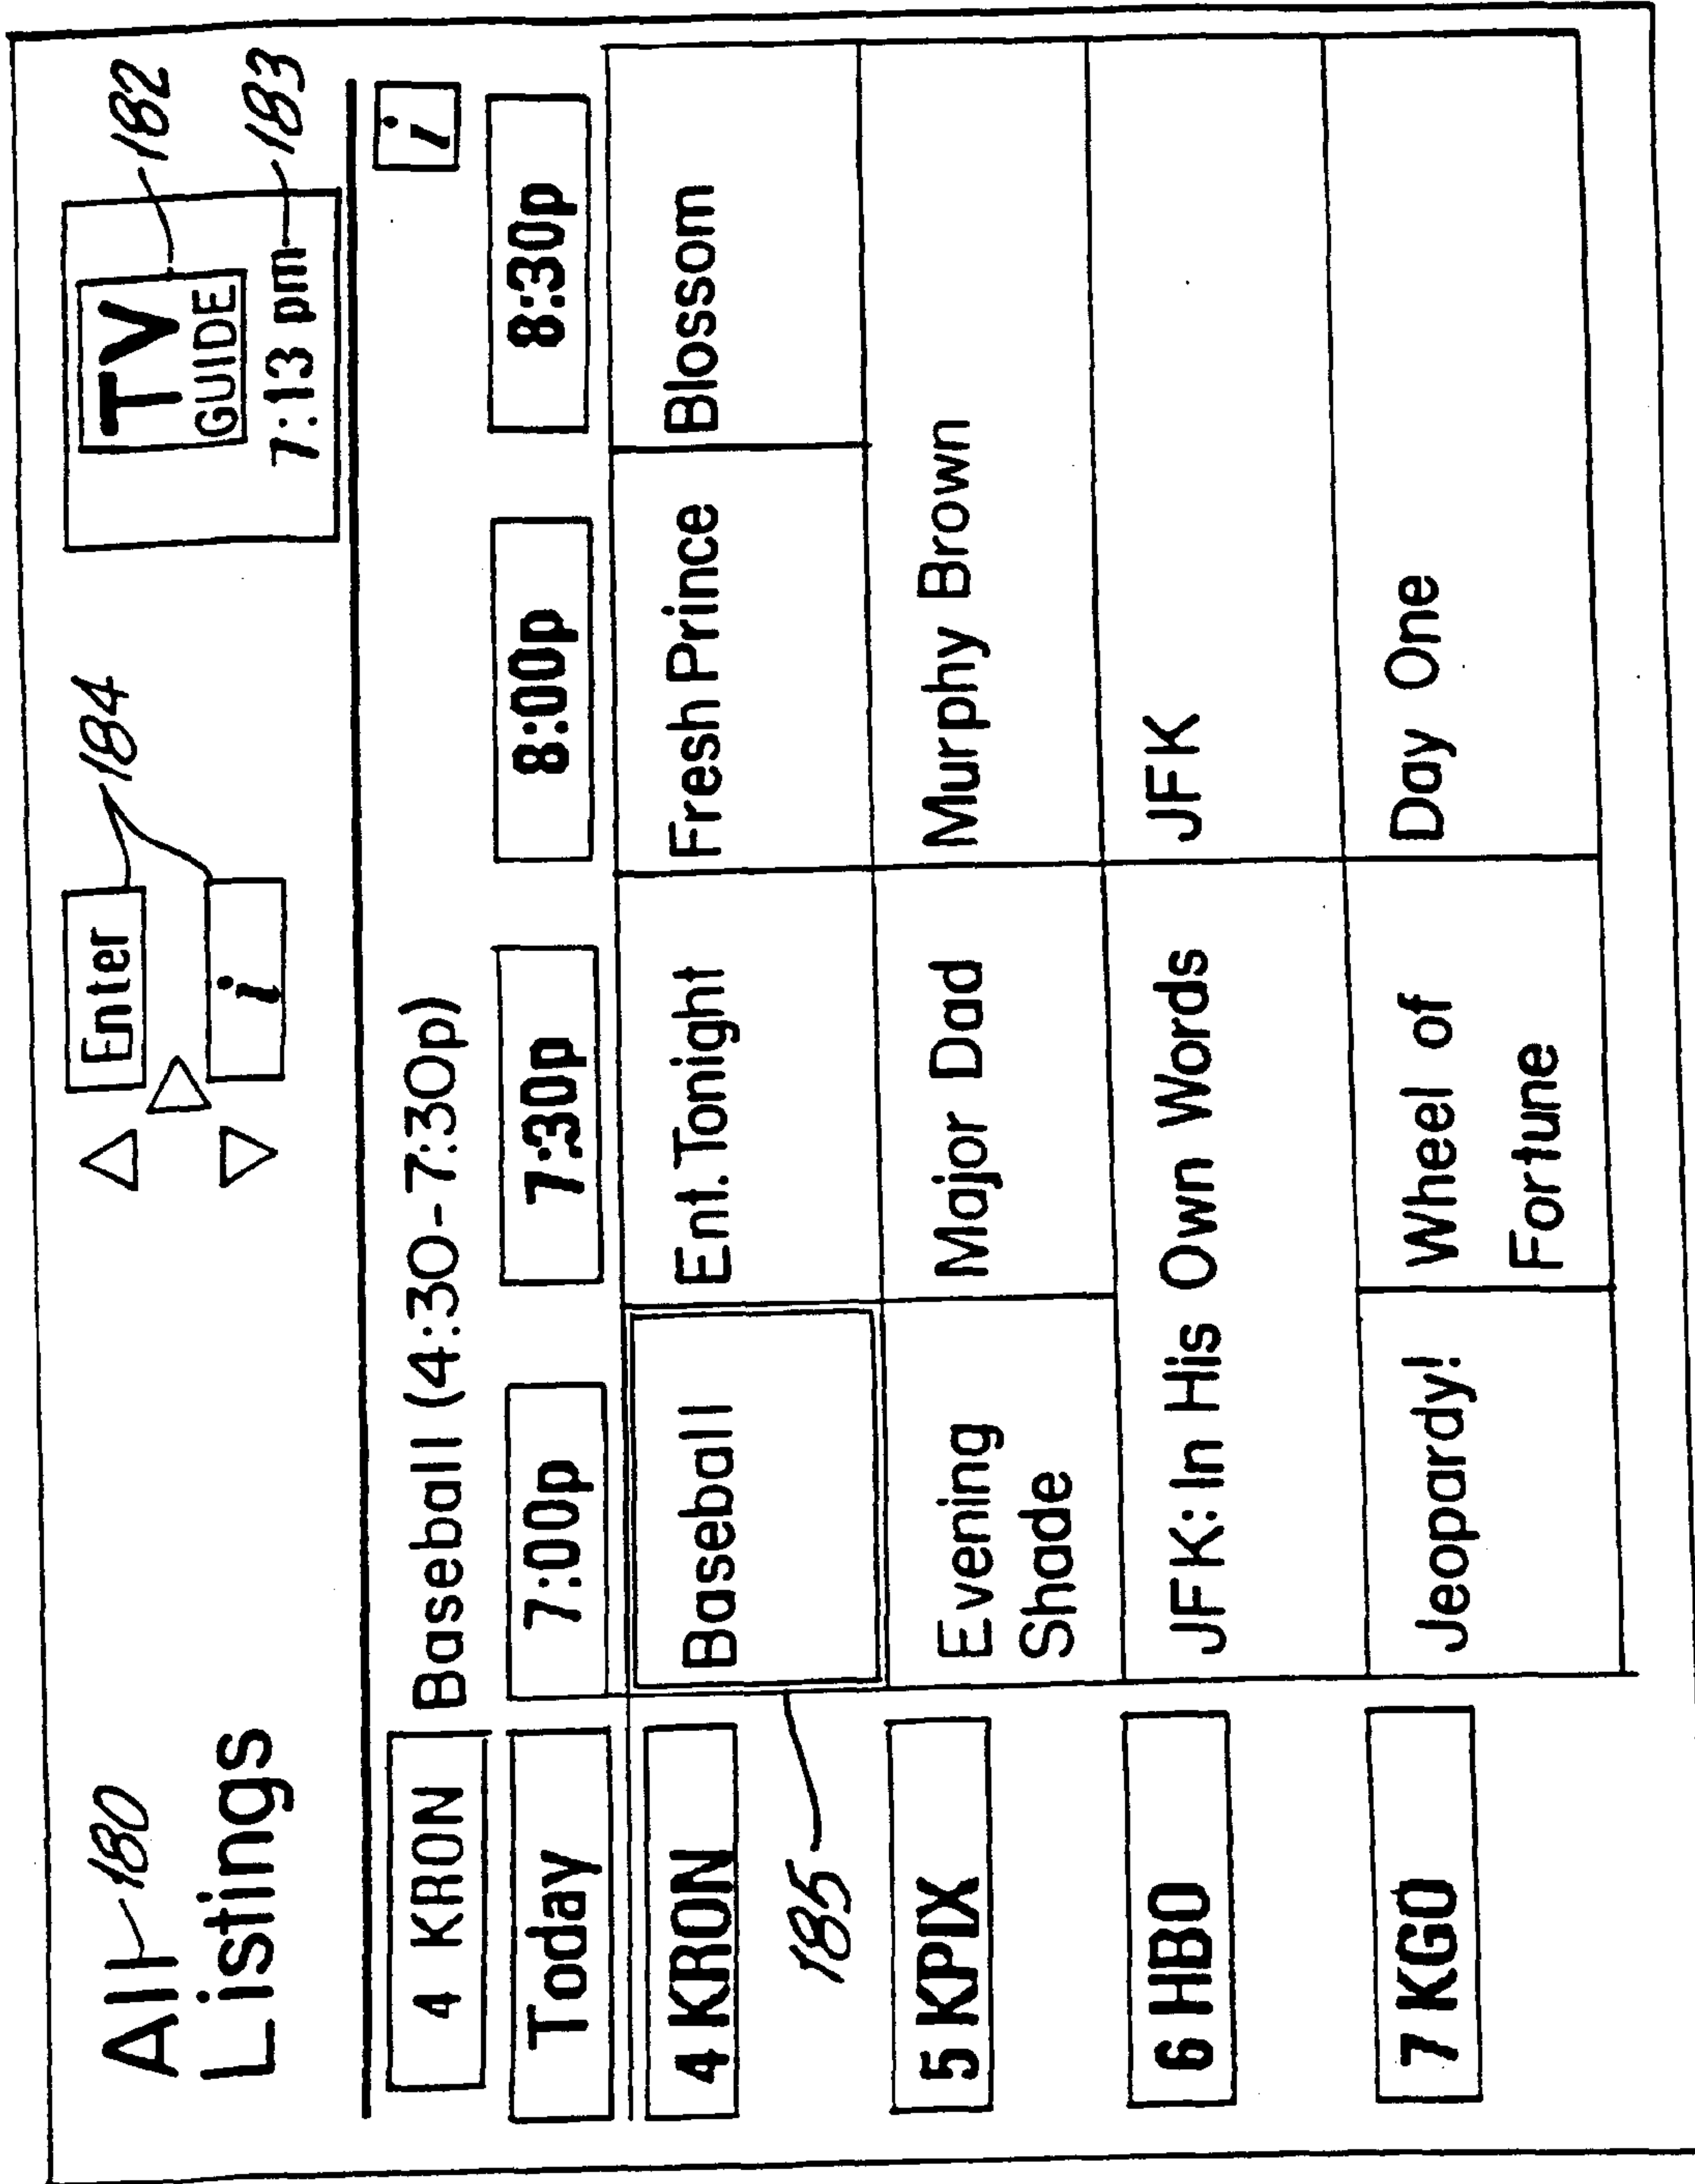 All 180
Listings
Enter
i
184
TV
GUIDE
7:13 pm
182
183
4 KRON Baseball (4:30-7:30p) i
Today 7:00p 7:30p 8:00p 8:30p
4 KRON Baseball Ent. Tonight Fresh Prince Blossom
185
5 KPIX Evening Major Dad Murphy Brown
Shade
6 HBO JFK: In His Own Words JFK
7 KGO Jeopardy! Wheel of Day One
Fortune